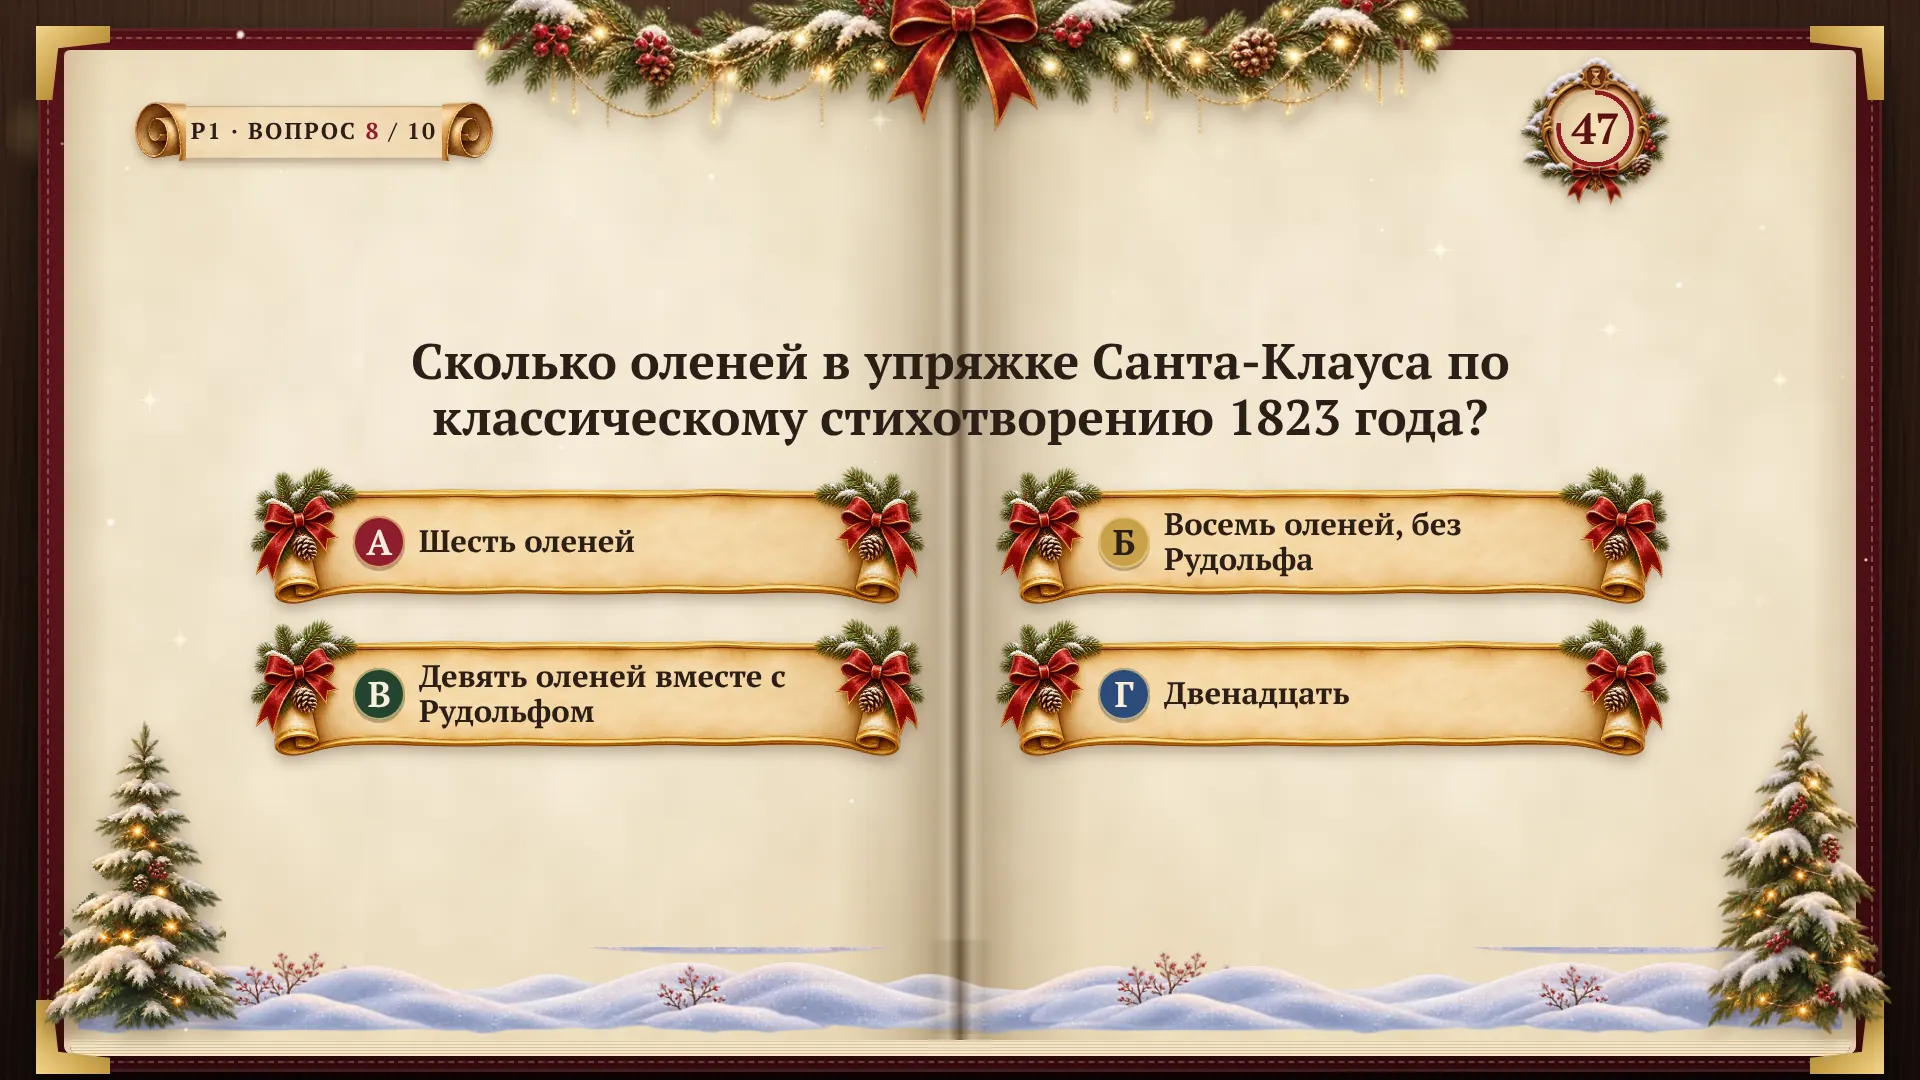 Р1 · ВОПРОС 8 / 10
47
Сколько оленей в упряжке Санта-Клауса по
классическому стихотворению 1823 года?
А Шесть оленей
Б Восемь оленей, без
Рудольфа
В Девять оленей вместе с
Рудольфом
Г Двенадцать